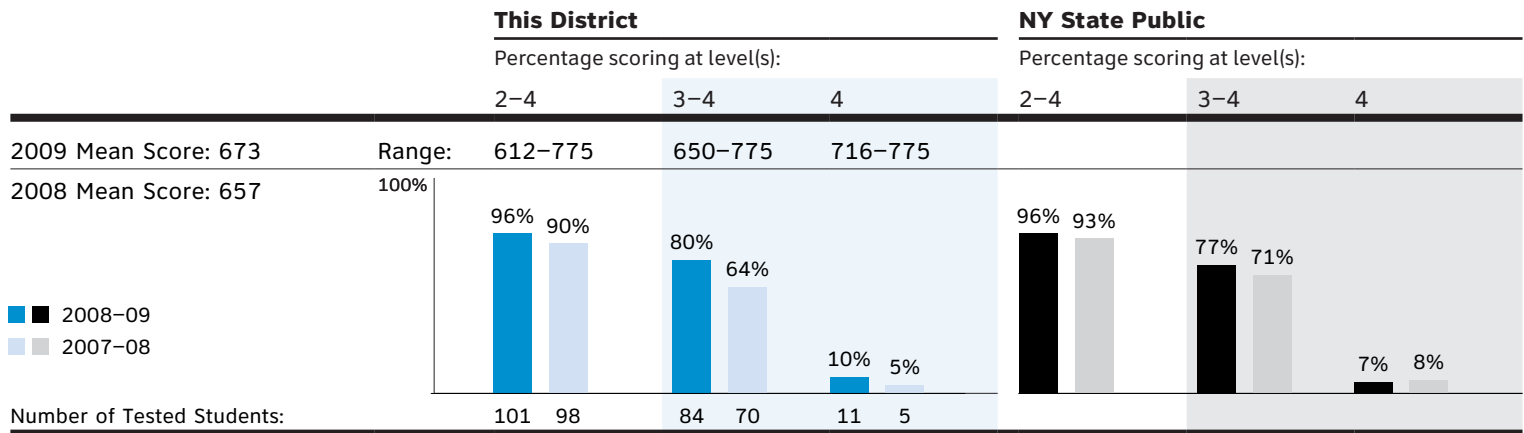 This District NY State Public
Percentage scoring at level(s): Percentage scoring at level(s):
2–4 3–4 4 2–4 3–4 4
2009 Mean Score: 673 Range: 612–775 650–775 716–775
2008 Mean Score: 657 100%
96% 90% 80% 64% 10% 5% 96% 93% 77% 71% 7% 8%
2008–09
2007–08
Number of Tested Students: 101 98 84 70 11 5